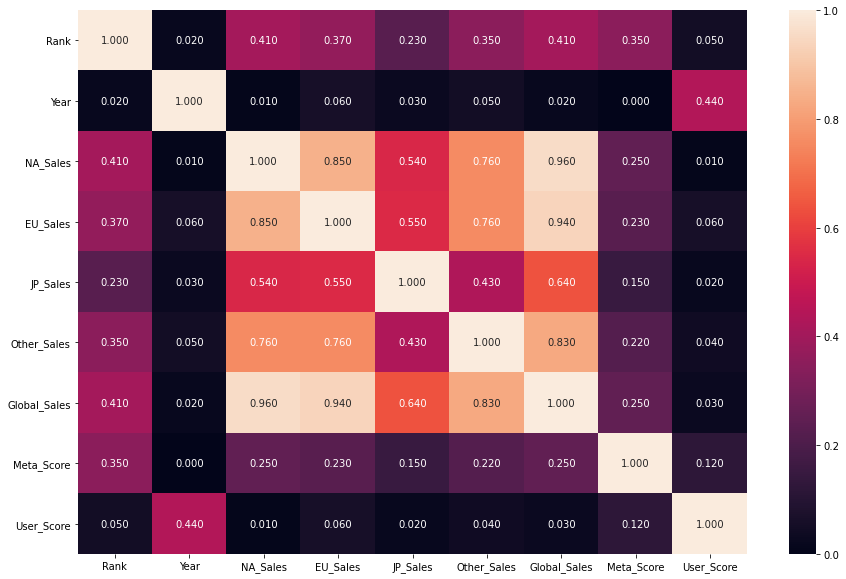 Rank 1.000 0.020 0.410 0.370 0.230 0.350 0.410 0.350 0.050
Year 0.020 1.000 0.010 0.060 0.030 0.050 0.020 0.000 0.440
NA_Sales 0.410 0.010 1.000 0.850 0.540 0.760 0.960 0.250 0.010
EU_Sales 0.370 0.060 0.850 1.000 0.550 0.760 0.940 0.230 0.060
JP_Sales 0.230 0.030 0.540 0.550 1.000 0.430 0.640 0.150 0.020
Other_Sales 0.350 0.050 0.760 0.760 0.430 1.000 0.830 0.220 0.040
Global_Sales 0.410 0.020 0.960 0.940 0.640 0.830 1.000 0.250 0.030
Meta_Score 0.350 0.000 0.250 0.230 0.150 0.220 0.250 1.000 0.120
User_Score 0.050 0.440 0.010 0.060 0.020 0.040 0.030 0.120 1.000
Rank Year NA_Sales EU_Sales JP_Sales Other_Sales Global_Sales Meta_Score User_Score
1.0
0.8
0.6
0.4
0.2
0.0